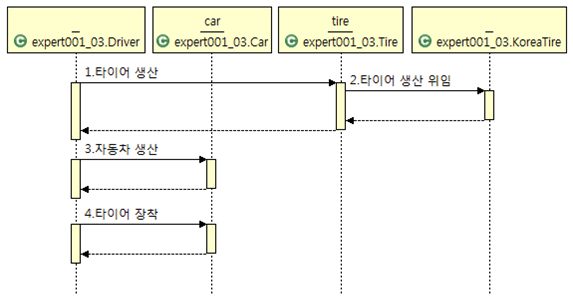 car
tire
C expert001_03.Driver
C expert001_03.Car
C expert001_03.Tire
C expert001_03.KoreaTire
1.타이어 생산
2.타이어 생산 위임
3.자동차 생산
4.타이어 장착